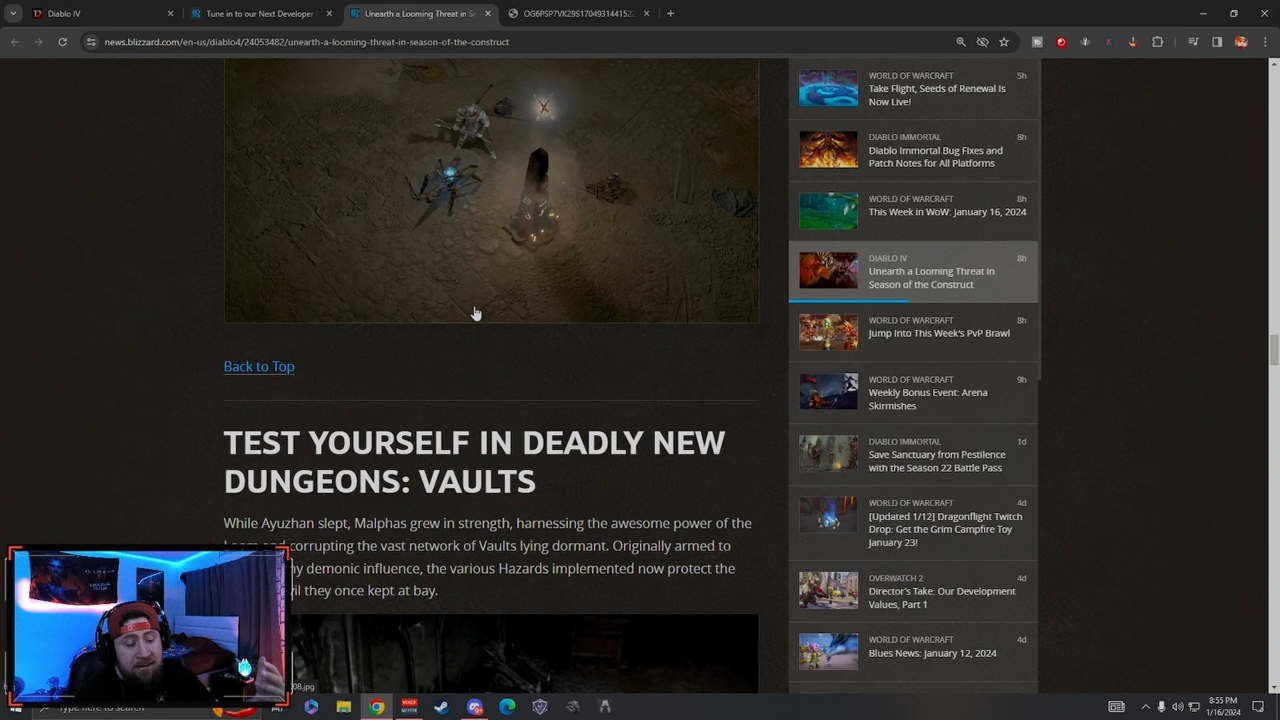 Diablo IV
Tune in to our Next Developer
Unearth a Looming Threat in Se
OG6PSP7VK29S1704931441522
news.blizzard.com/en-us/diablo4/24053482/unearth-a-looming-threat-in-season-of-the-construct
Back to Top
TEST YOURSELF IN DEADLY NEW
DUNGEONS: VAULTS
While Ayuzhan slept, Malphas grew in strength, harnessing the awesome power of the
and corrupting the vast network of Vaults lying dormant. Originally armed to
demonic influence, the various Hazards implemented now protect the
they once kept at bay.
WORLD OF WARCRAFT 5h
Take Flight, Seeds of Renewal Is
Now Live!
DIABLO IMMORTAL 8h
Diablo Immortal Bug Fixes and
Patch Notes for All Platforms
WORLD OF WARCRAFT 8h
This Week in WoW: January 16, 2024
DIABLO IV 8h
Unearth a Looming Threat in
Season of the Construct
WORLD OF WARCRAFT 8h
Jump Into This Week's PvP Brawl
WORLD OF WARCRAFT 9h
Weekly Bonus Event: Arena
Skirmishes
DIABLO IMMORTAL 1d
Save Sanctuary from Pestilence
with the Season 22 Battle Pass
WORLD OF WARCRAFT 4d
[Updated 1/12] Dragonflight Twitch
Drop: Get the Grim Campfire Toy
January 23!
OVERWATCH 2 4d
Director's Take: Our Development
Values, Part 1
WORLD OF WARCRAFT 4d
Blues News: January 12, 2024
08.jpg
Type here to search
8:55 PM
1/16/2024